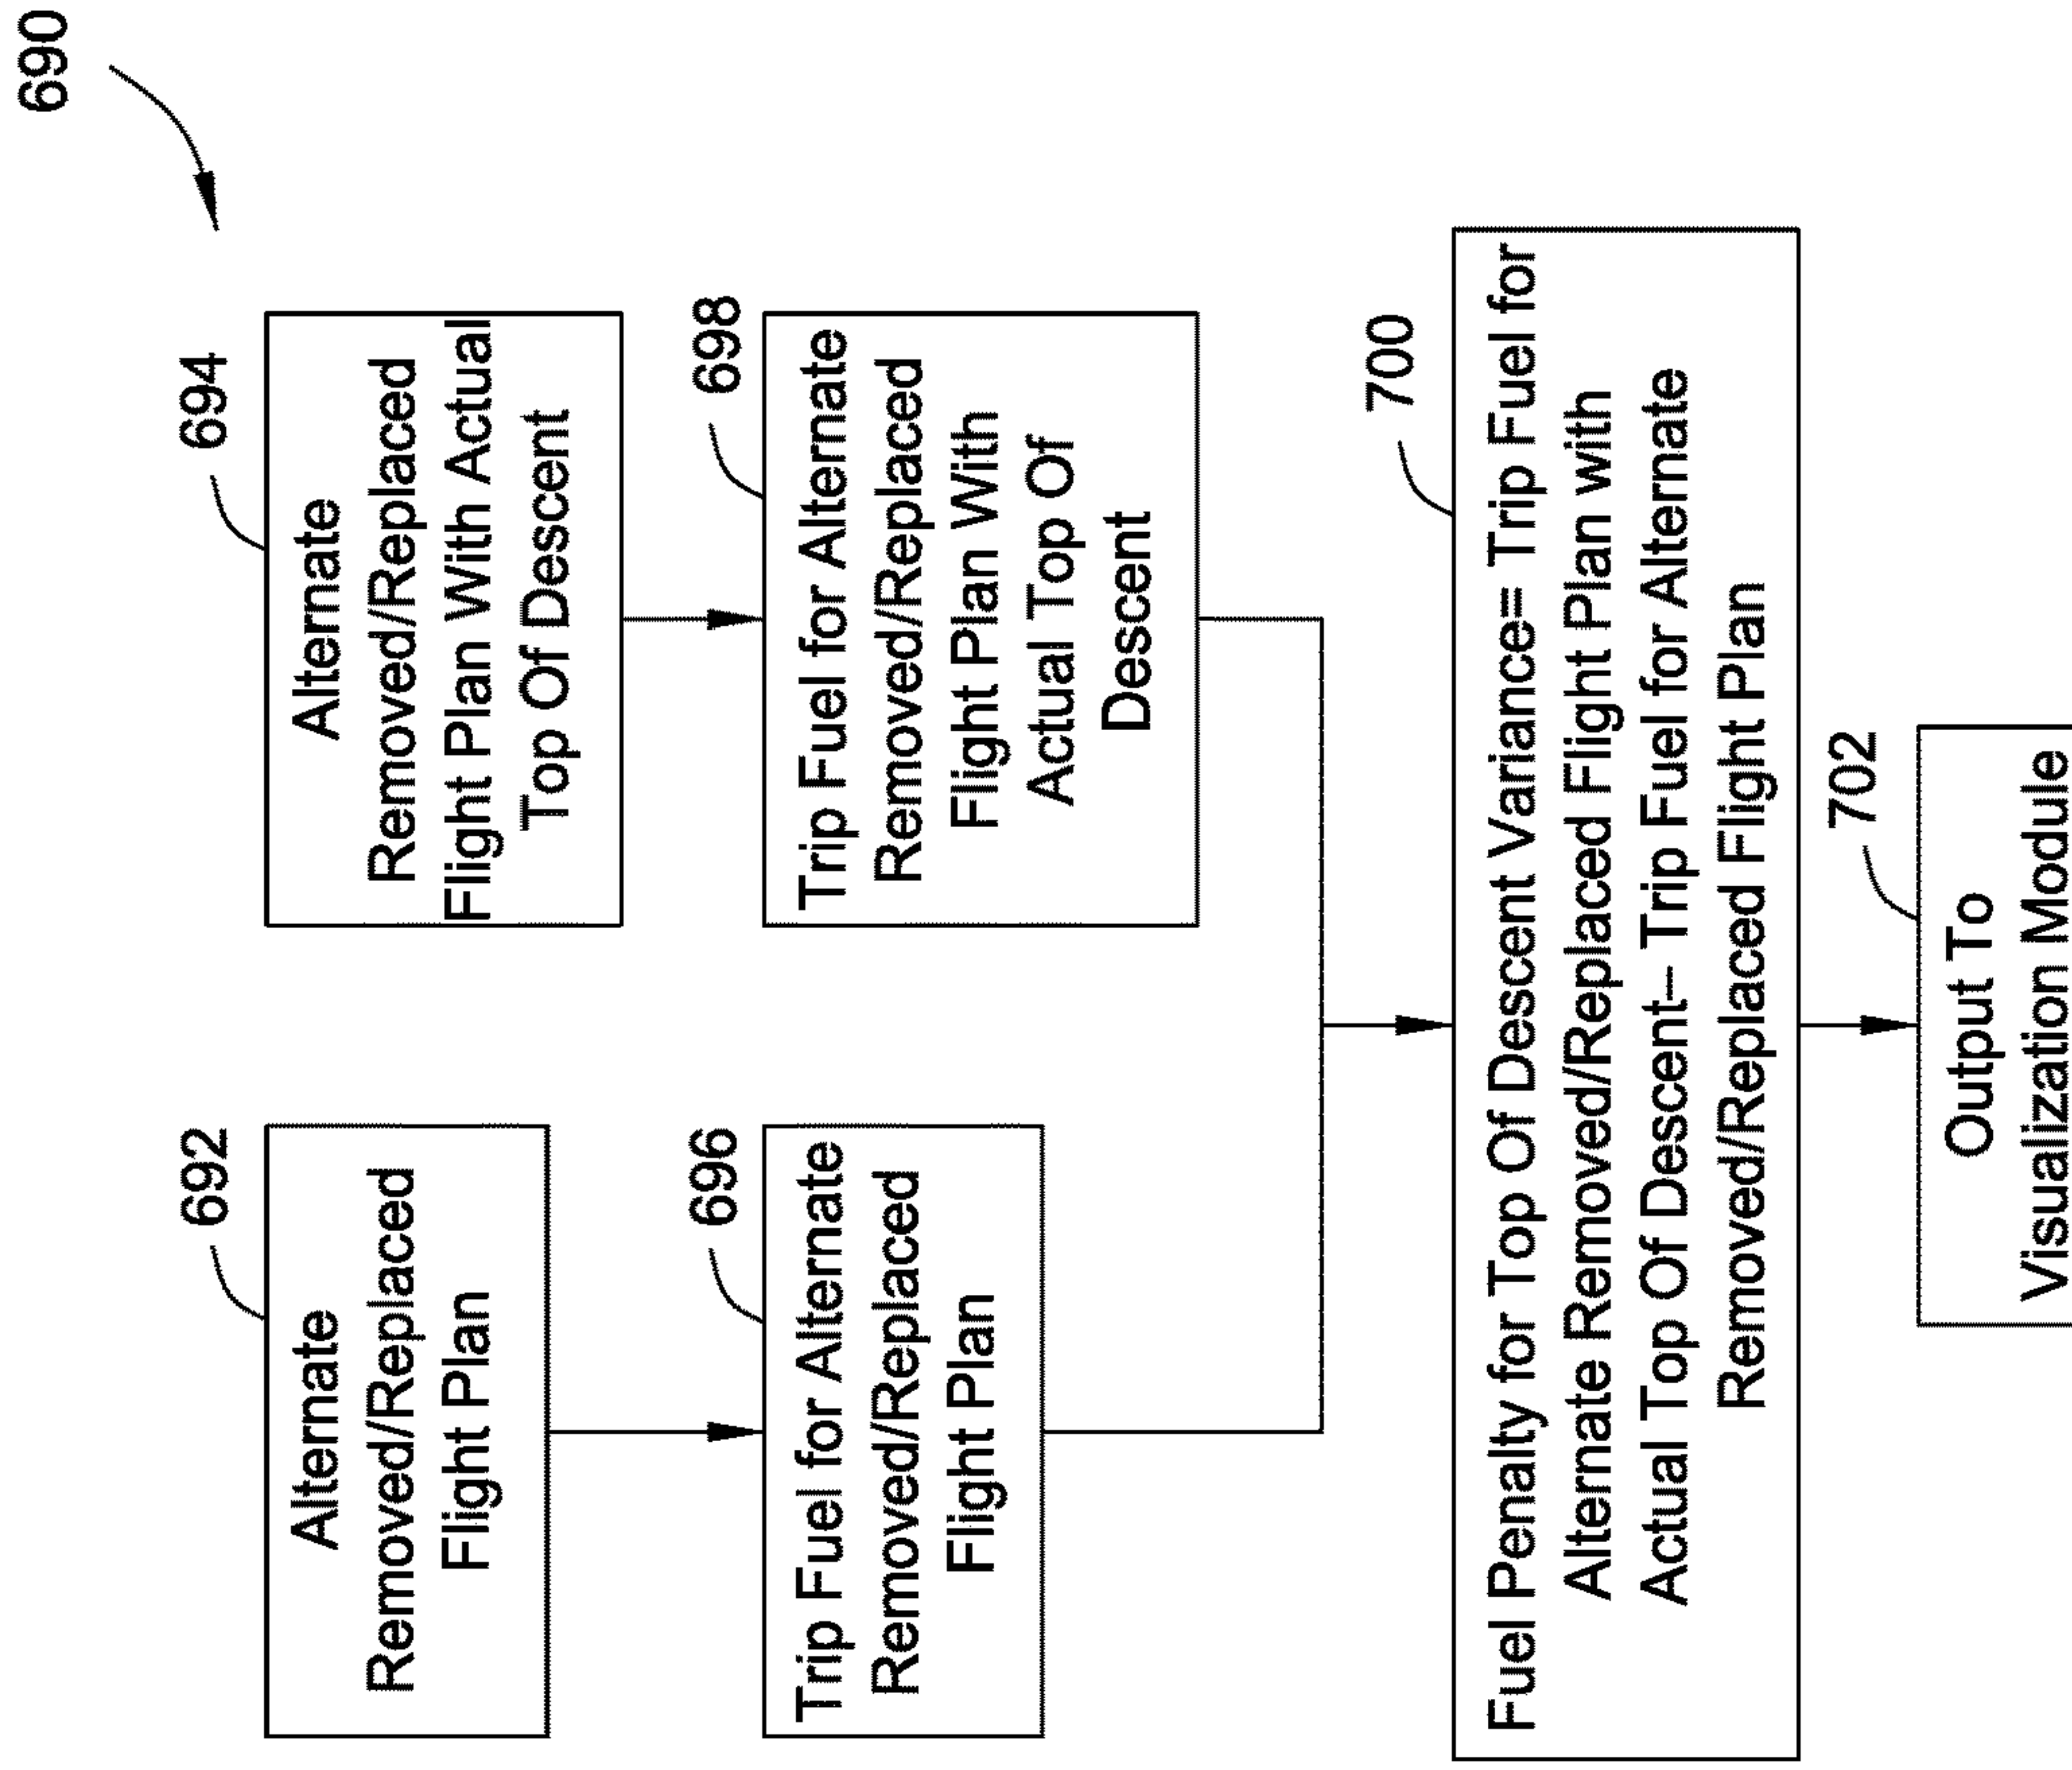 690
692
Alternate
Removed/Replaced
Flight Plan
694
Alternate
Removed/Replaced
Flight Plan With Actual
Top Of Descent
696
Trip Fuel for Alternate
Removed/Replaced
Flight Plan
698
Trip Fuel for Alternate
Removed/Replaced
Flight Plan With
Actual Top Of
Descent
700
Fuel Penalty for Top Of Descent Variance= Trip Fuel for
Alternate Removed/Replaced Flight Plan with
Actual Top Of Descent– Trip Fuel for Alternate
Removed/Replaced Flight Plan
702
Output To
Visualization Module